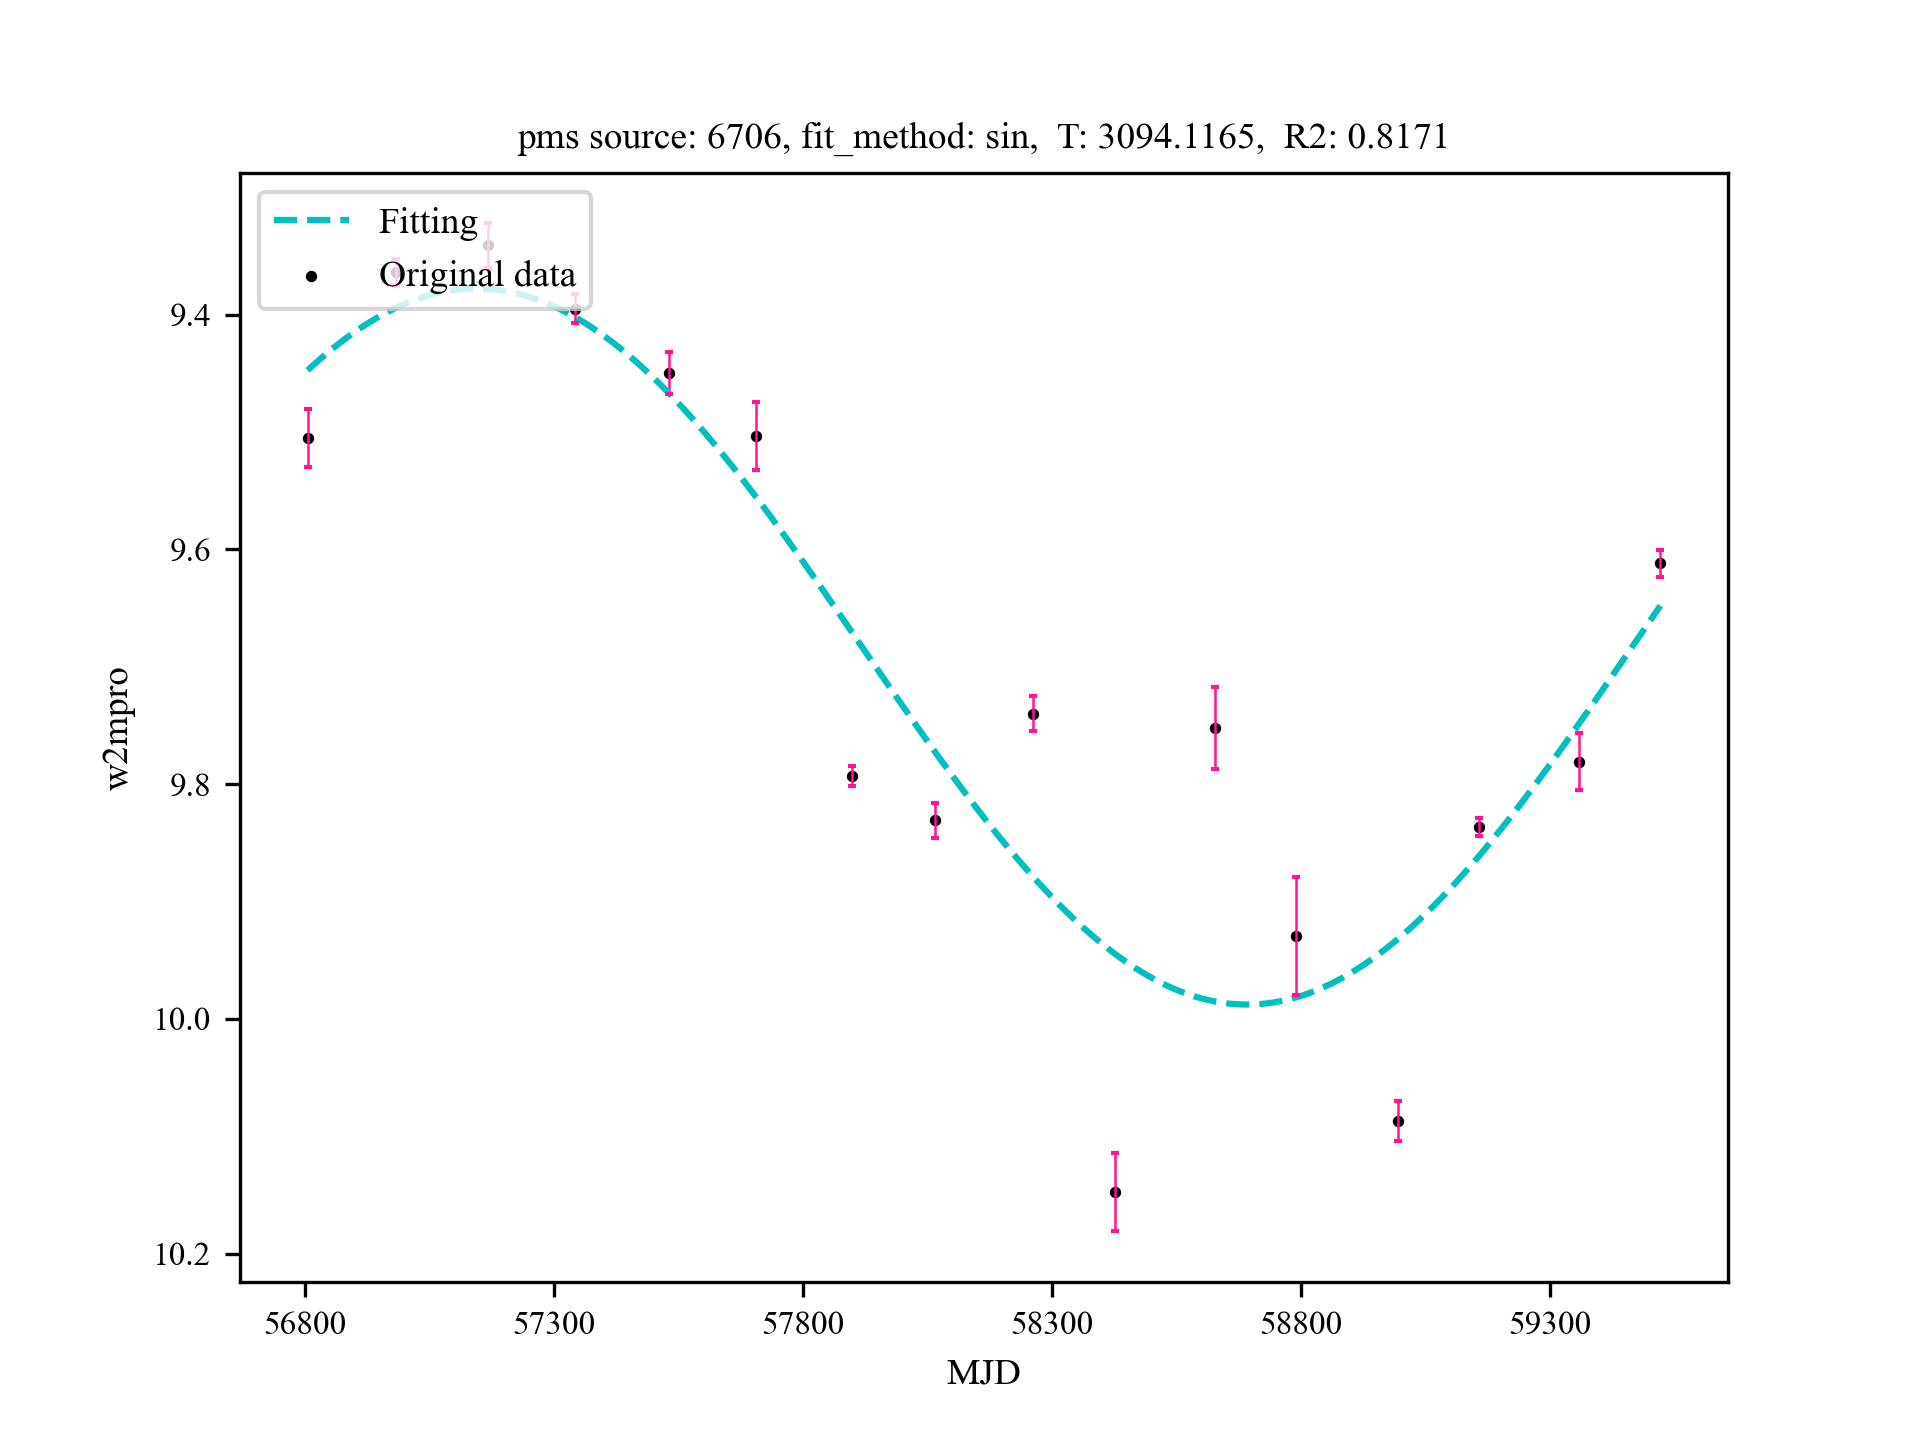 pms source: 6706, fit_method: sin,  T: 3094.1165,  R2: 0.8171
Fitting
Original data
9.4
9.6
9.8
10.0
10.2
w2mpro
56800 57300 57800 58300 58800 59300
MJD